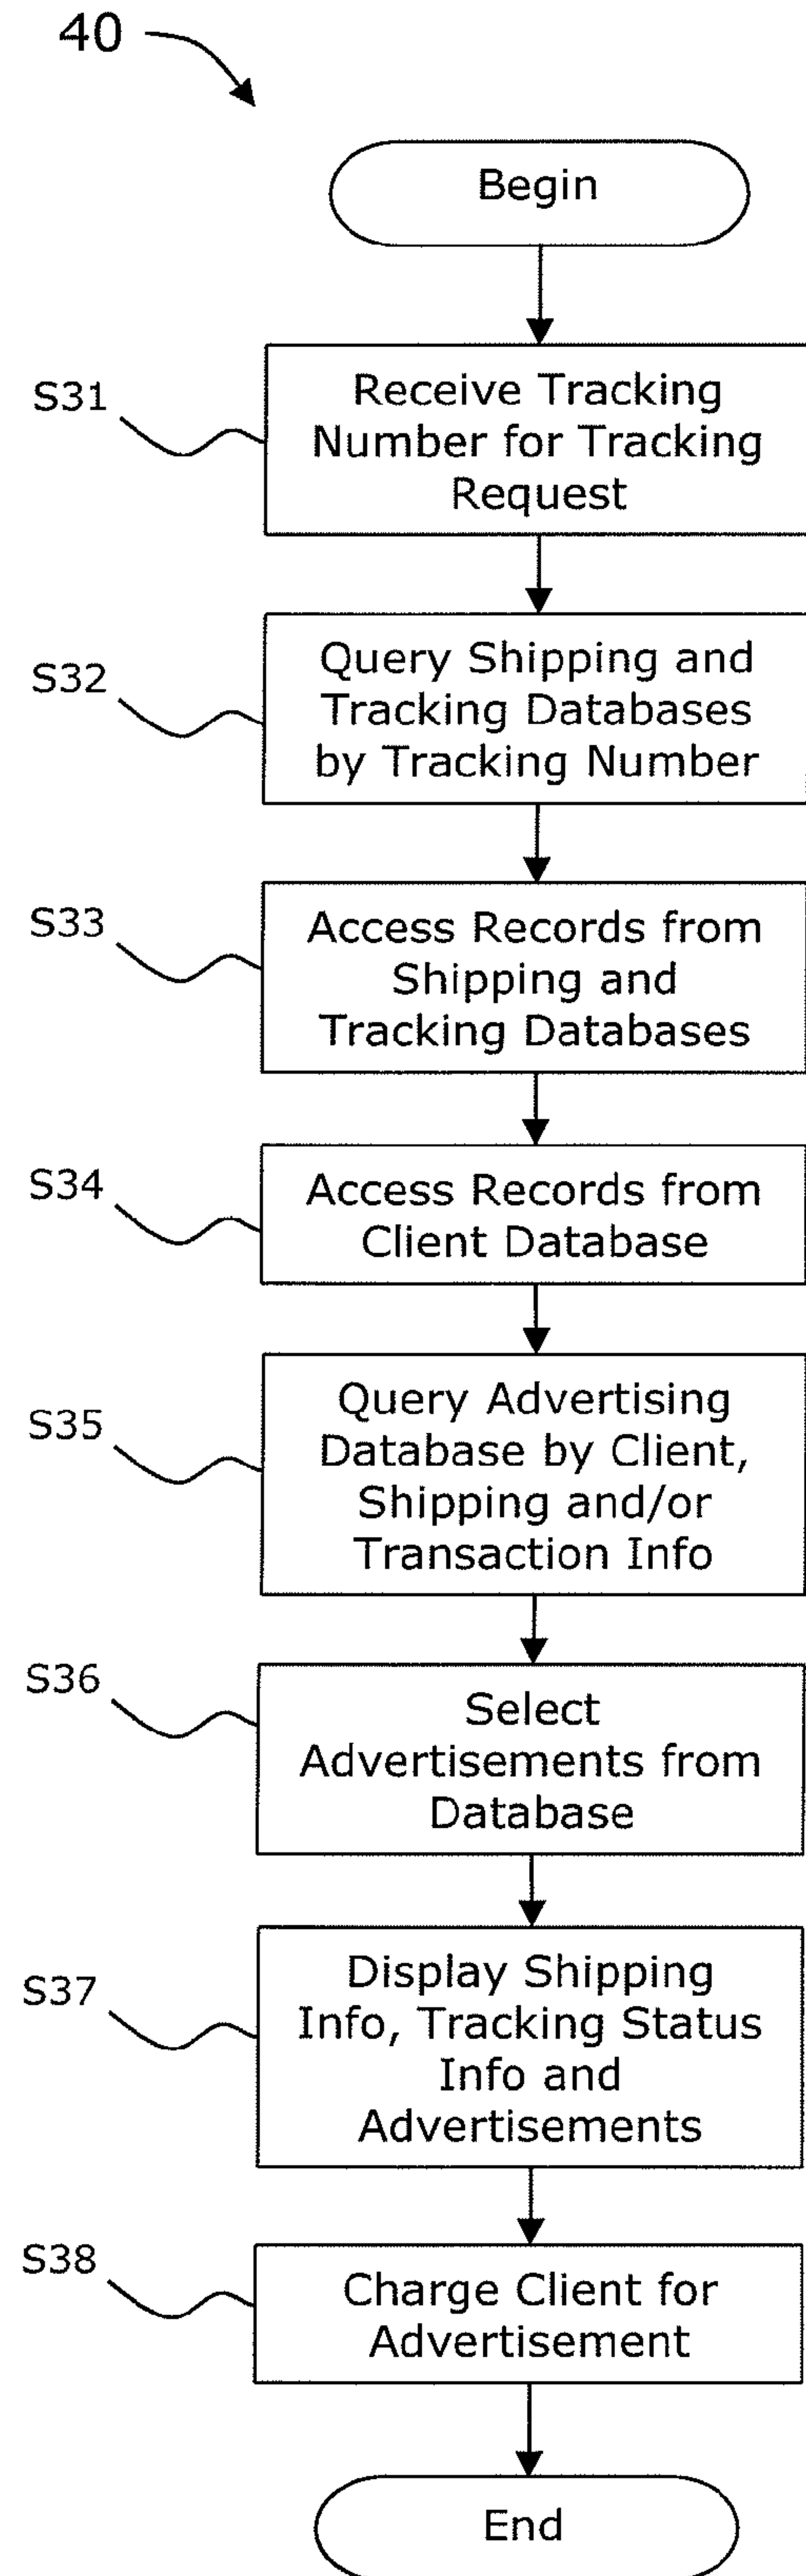 40
Begin
S31
Receive Tracking
Number for Tracking
Request
S32
Query Shipping and
Tracking Databases
by Tracking Number
S33
Access Records from
Shipping and
Tracking Databases
S34
Access Records from
Client Database
S35
Query Advertising
Database by Client,
Shipping and/or
Transaction Info
S36
Select
Advertisements from
Database
S37
Display Shipping
Info, Tracking Status
Info and
Advertisements
S38
Charge Client for
Advertisement
End